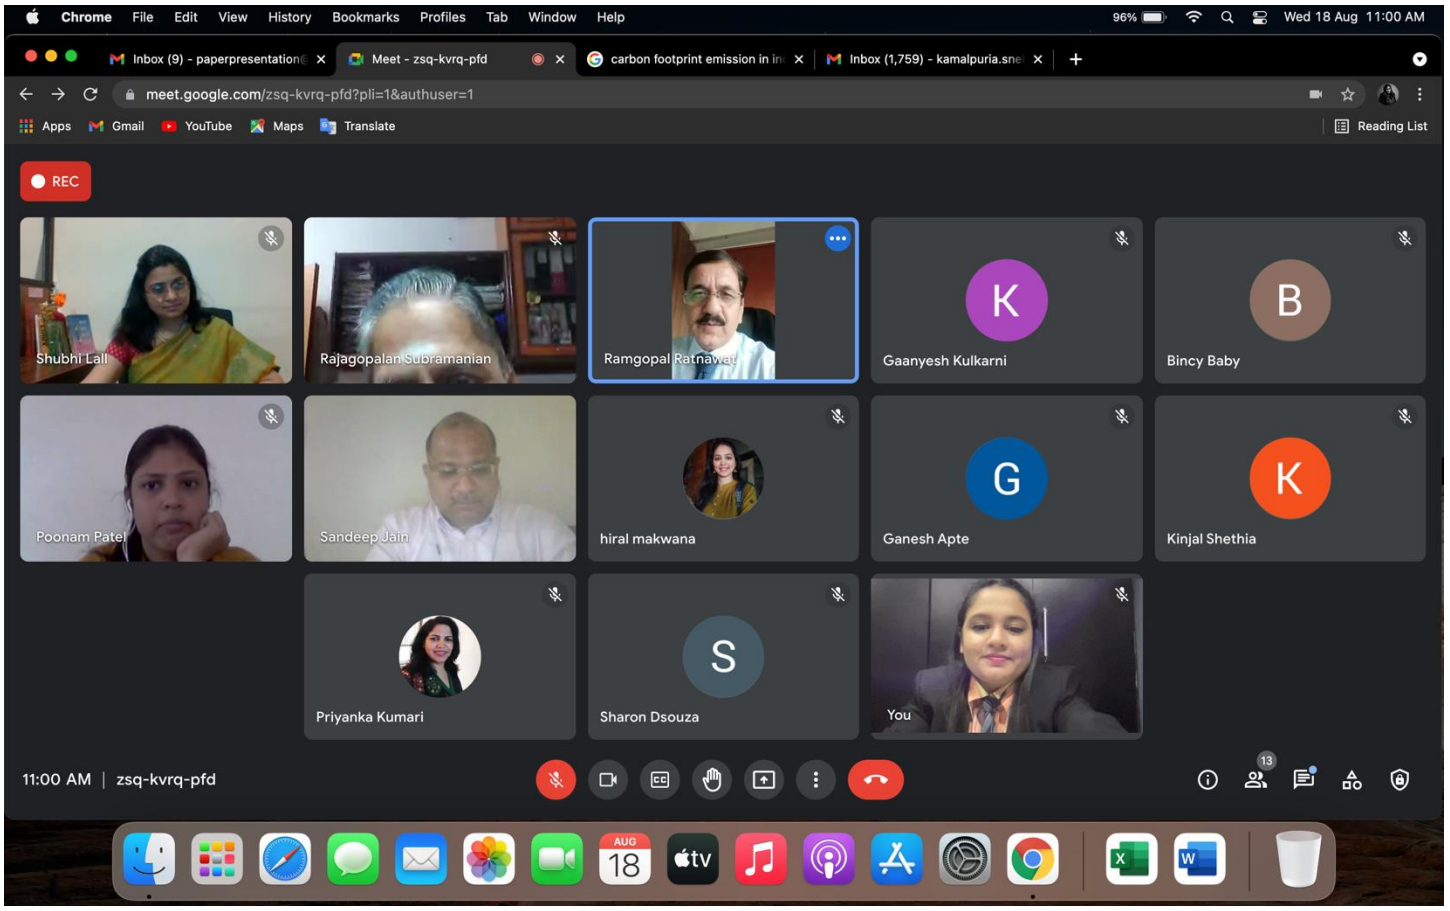 Chrome File Edit View History Bookmarks Profiles Tab Window Help 96% Wed 18 Aug 11:00 AM
Inbox (9) - paperpresentation@ Meet - zsq-kvrq-pfd carbon footprint emission in in Inbox (1,759) - kamalpuria.sne
meet.google.com/zsq-kvrq-pfd?pli=1&authuser=1
Apps Gmail YouTube Maps Translate Reading List
REC
K B
Shubhi Lall Rajagopalan Subramanian Ramgopal Ratnawat Gaanyesh Kulkarni Bincy Baby
G K
Poonam Patel Sandeep Jain hiral makwana Ganesh Apte Kinjal Shethia
S
Priyanka Kumari Sharon Dsouza You
11:00 AM | zsq-kvrq-pfd CC 13
AUG
18 tv X W